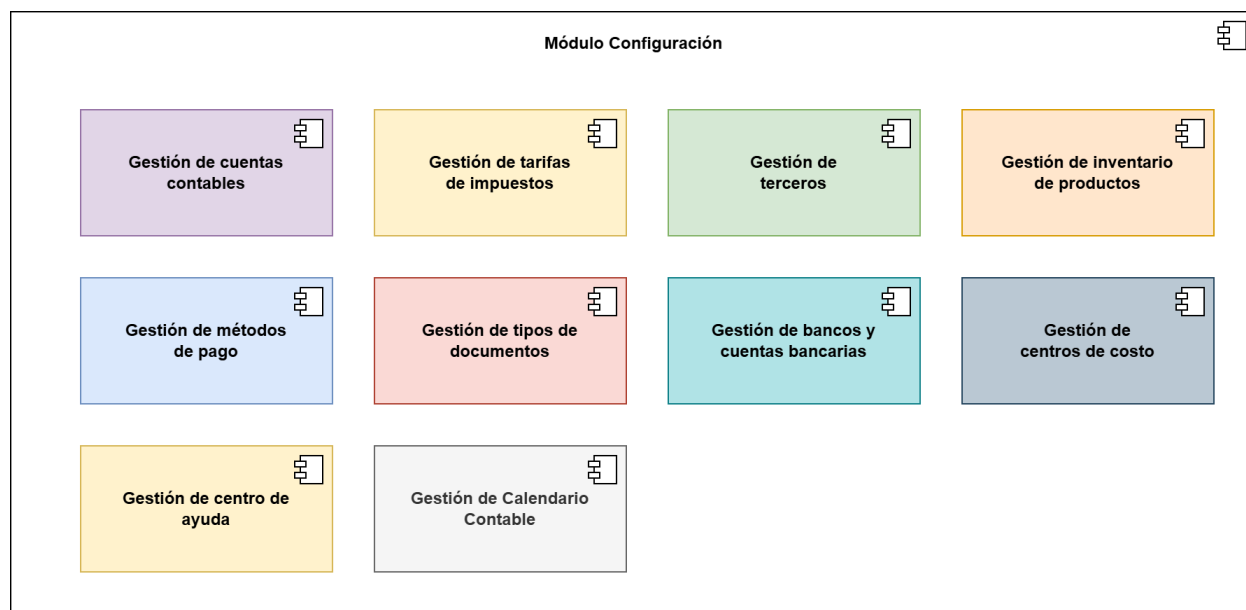 Módulo Configuración
Gestión de cuentas
contables
Gestión de tarifas
de impuestos
Gestión de
terceros
Gestión de inventario
de productos
Gestión de métodos
de pago
Gestión de tipos de
documentos
Gestión de bancos y
cuentas bancarias
Gestión de
centros de costo
Gestión de centro de
ayuda
Gestión de Calendario
Contable